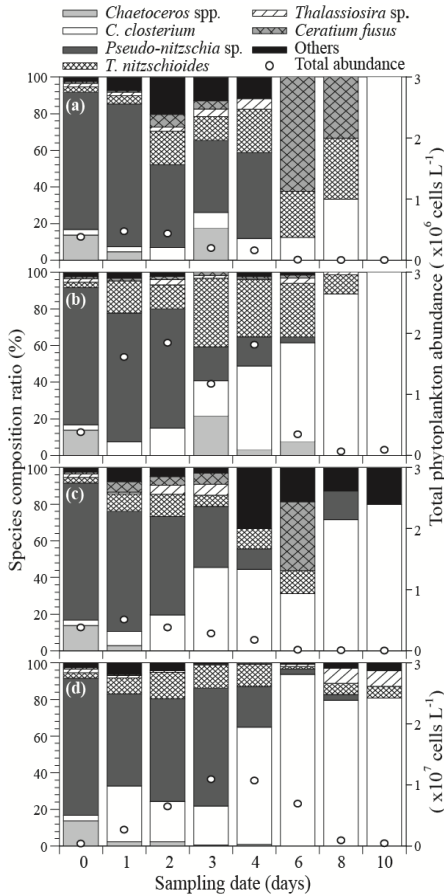 Chaetoceros spp. Thalassiosira sp.
C. closterium Ceratium fusus
Pseudo-nitzschia sp. Others
T. nitzschioides Total abundance
100 (a) 3
80
60 2
40
20 1
0 0
100 (b) 3
80
60 2
40
20 1
0 0
100 (c) 3
80
60 2
40
20 1
0 0
100 (d) 3
80
60 2
40
20 1
0 0
0 1 2 3 4 6 8 10
Sampling date (days)
Species composition ratio (%)
Total phytoplankton abundance ( x10⁶ cells L⁻¹)
( x10⁷ cells L⁻¹)